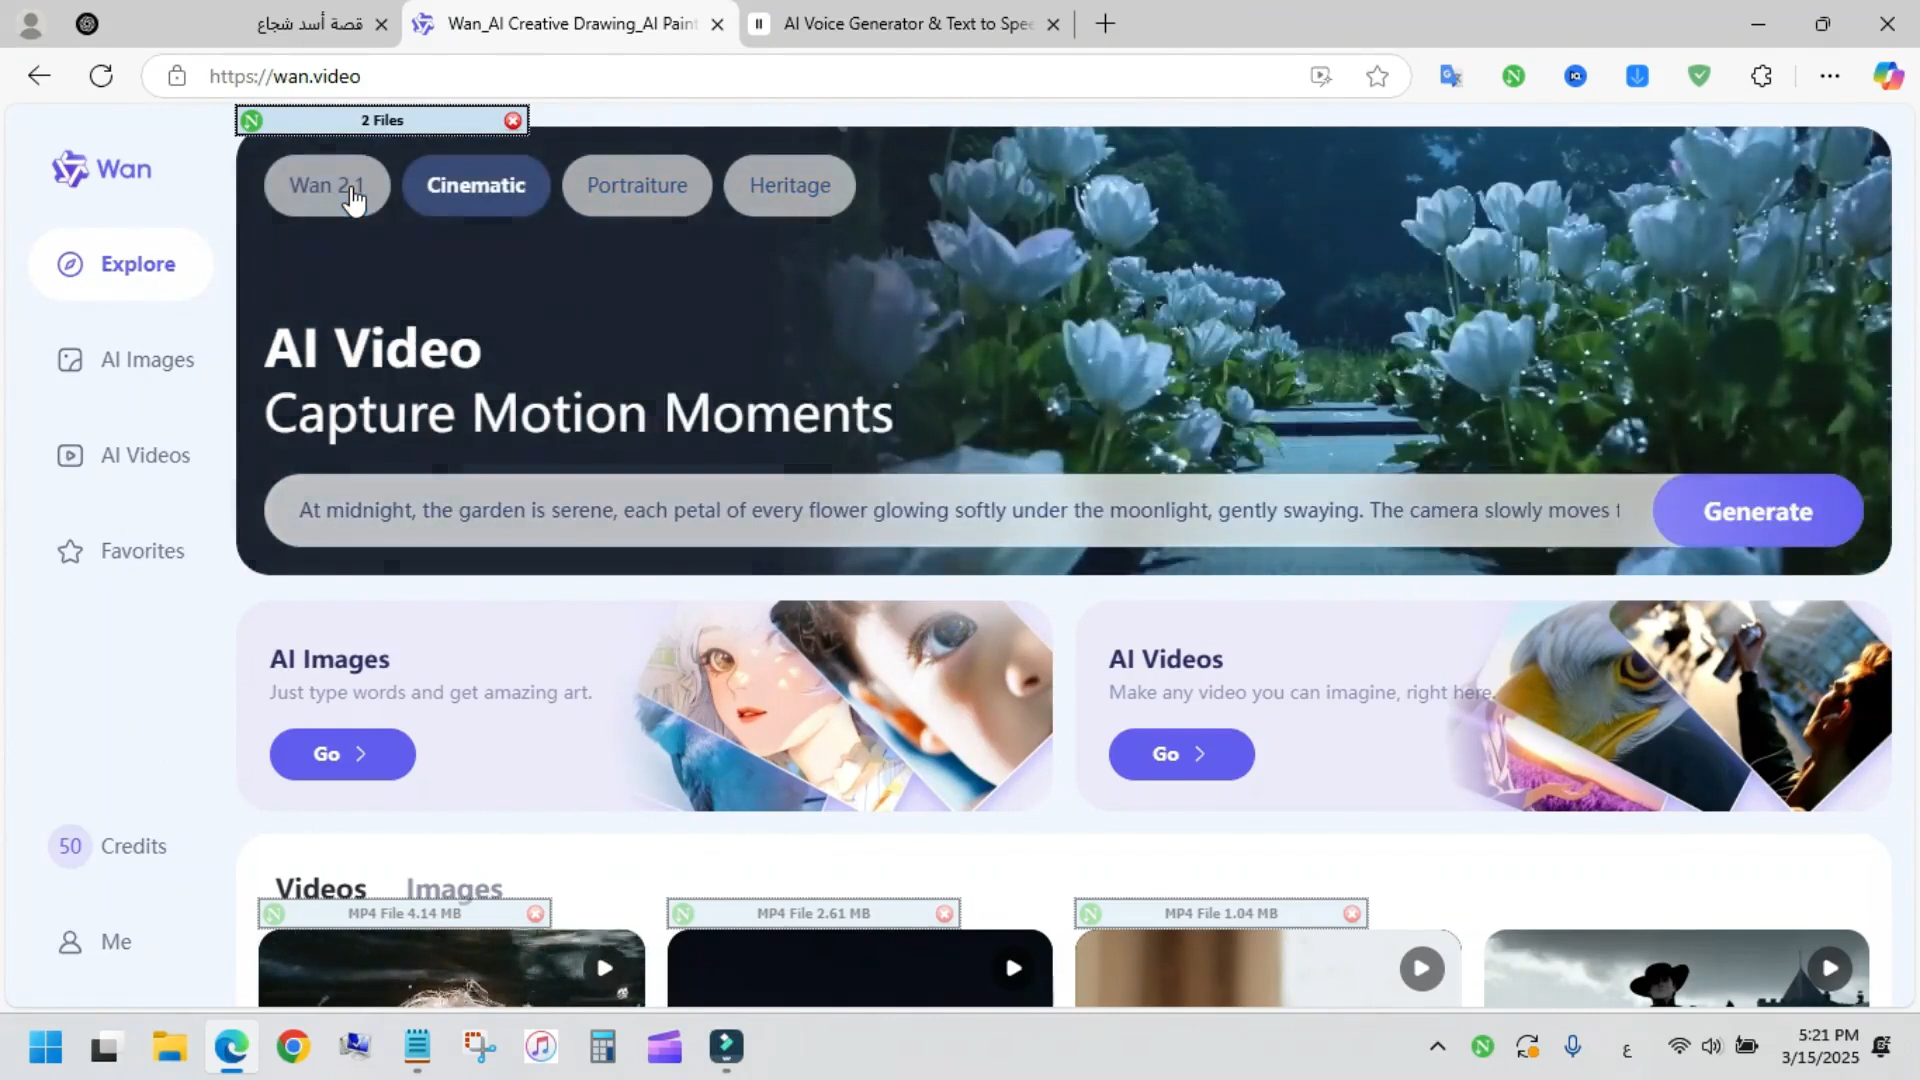 قصة أسد شجاع
Wan_AI Creative Drawing_AI Paint
AI Voice Generator & Text to Spee
https://wan.video
2 Files
Wan
Wan 2.1
Cinematic
Portraiture
Heritage
Explore
AI Images
AI Videos
Favorites
AI Video
Capture Motion Moments
At midnight, the garden is serene, each petal of every flower glowing softly under the moonlight, gently swaying. The camera slowly moves
Generate
AI Images
Just type words and get amazing art.
Go
AI Videos
Make any video you can imagine, right here.
Go
50 Credits
Me
Videos
Images
MP4 File 4.14 MB
MP4 File 2.61 MB
MP4 File 1.04 MB
ع
5:21 PM
3/15/2025